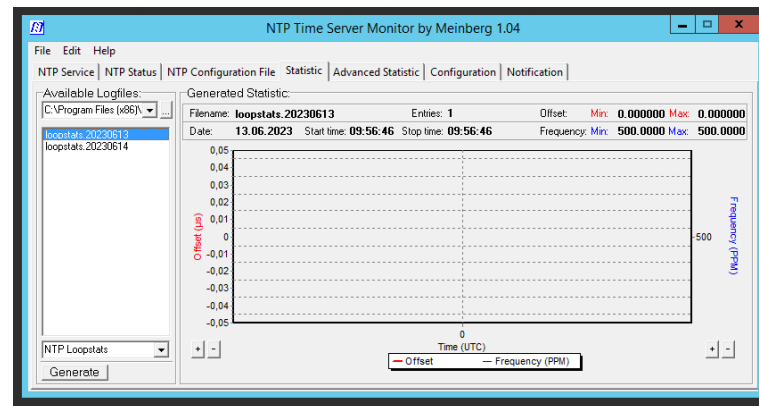 NTP Time Server Monitor by Meinberg 1.04
File Edit Help
NTP Service NTP Status NTP Configuration File Statistic Advanced Statistic Configuration Notification
Available Logfiles:
C:\Program Files (x86)\ ...
loopstats.20230613
loopstats.20230614
NTP Loopstats
Generate
Generated Statistic:
Filename: loopstats.20230613 Entries: 1 Offset: Min: 0.000000 Max: 0.000000
Date: 13.06.2023 Start time: 09:56:46 Stop time: 09:56:46 Frequency: Min: 500.0000 Max: 500.0000
0,05
0,04
0,03
0,02
0,01
0
-0,01
-0,02
-0,03
-0,04
-0,05
Offset (µs)
500
Frequency (PPM)
0
Time (UTC)
+ - + -
Offset Frequency (PPM)